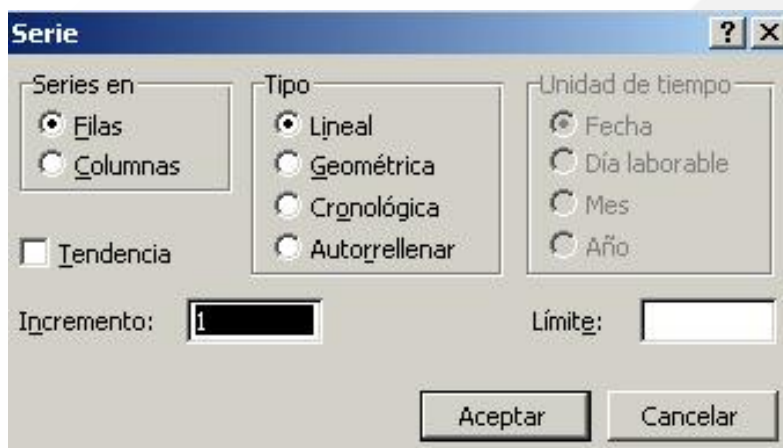 Serie
Series en
Filas
Columnas
Tendencia
Tipo
Lineal
Geométrica
Cronológica
Autorrellenar
Unidad de tiempo
Fecha
Día laborable
Mes
Año
Incremento: 1
Límite:
Aceptar
Cancelar